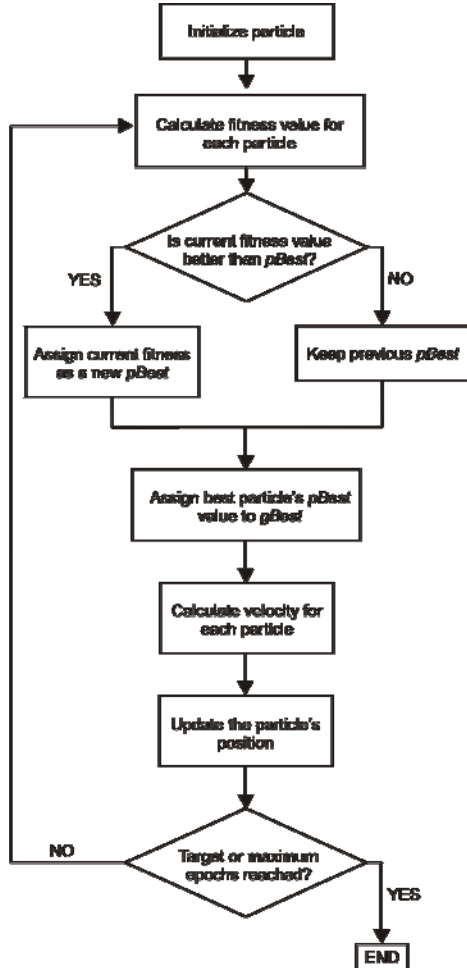 Initialize particle
Calculate fitness value for
each particle
Is current fitness value
better than pBest?
YES
NO
Assign current fitness
as a new pBest
Keep previous pBest
Assign best particle's pBest
value to gBest
Calculate velocity for
each particle
Update the particle's
position
NO
Target or maximum
epochs reached?
YES
END